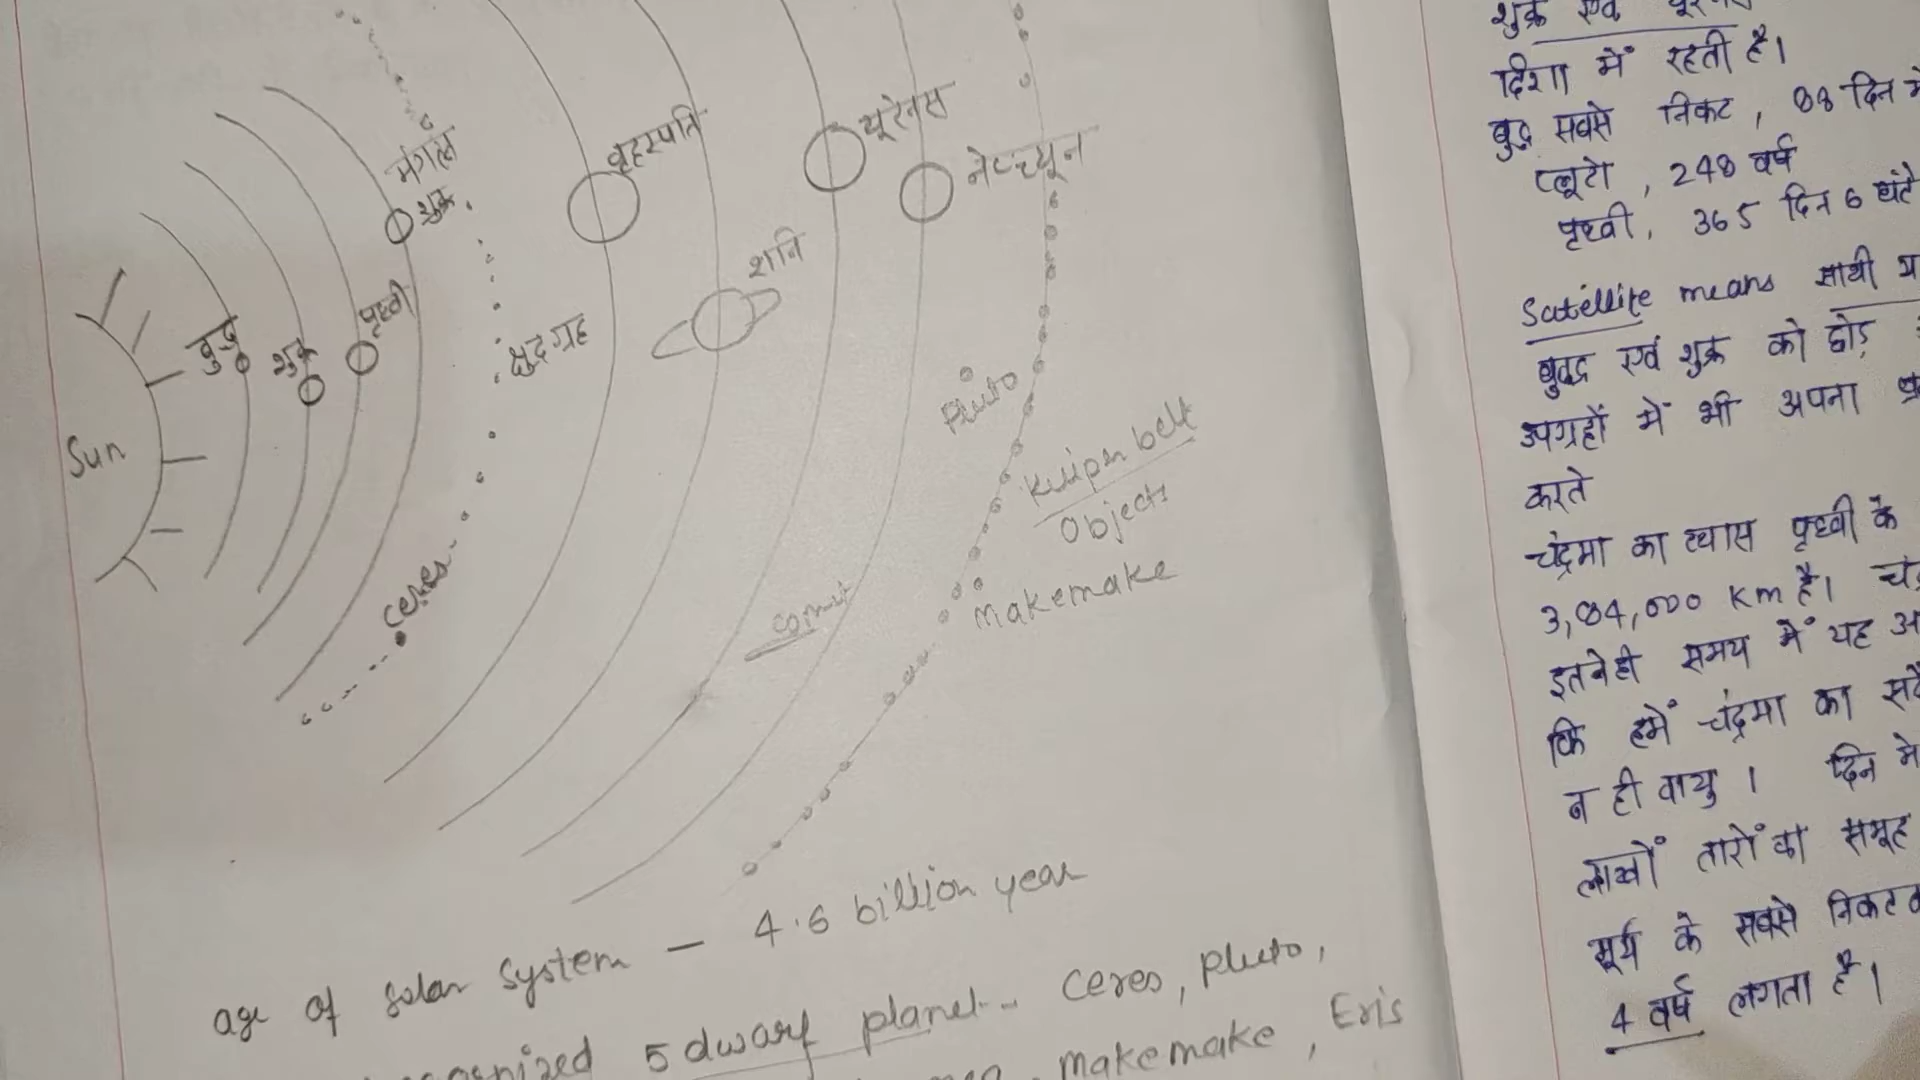 मंगल
शुक्र
बृहस्पति
यूरेनस
नेप्च्यून
शनि
पृथ्वी
बुध
शुक्र
क्षुद्रग्रह
Sun
Pluto
Kuiper belt
Objects
ceres
comet
makemake
age of solar system — 4.6 billion year
5 dwarf planet - ceres, pluto,
makemake, Eris
शुक्र एवं
दिशा में रहती है।
बुद्ध सबसे निकट, 88 दिन में
प्लूटो, 248 वर्ष
पृथ्वी, 365 दिन 6 घंटे
Satellite means साथी
बुद्ध एवं शुक्र को छोड़
उपग्रहों में भी अपना
करते
चंद्रमा का व्यास पृथ्वी के
3,84,000 Km है।
इतनेही समय में यह
कि हमें चंद्रमा का
न ही वायु। दिन मे
लाखों तारों का समूह
सूर्य के सबसे निकट
4 वर्ष लगता है।